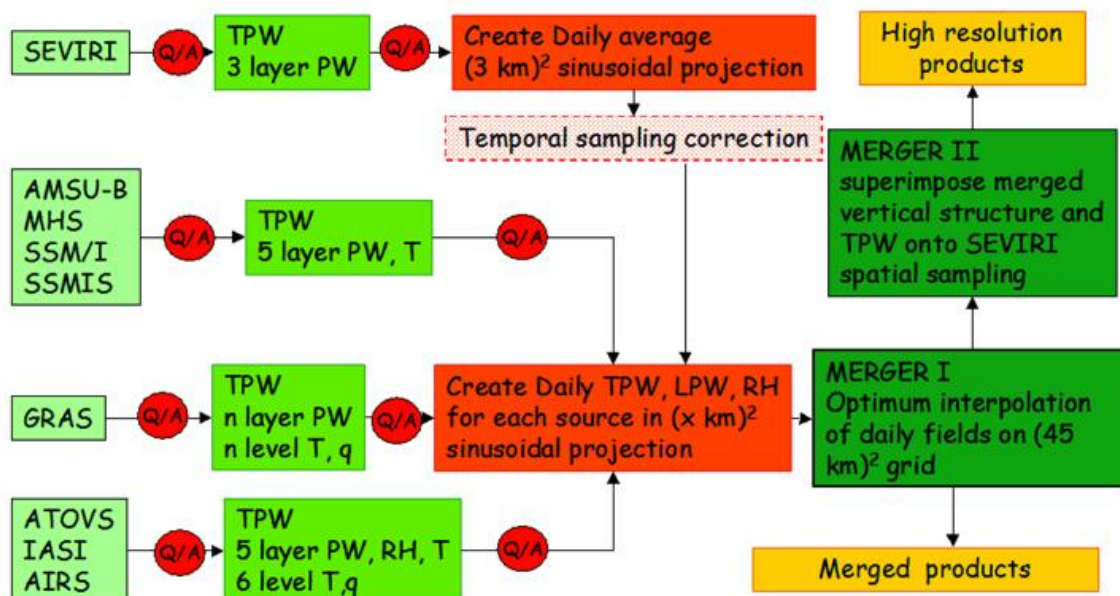 SEVIRI
Q/A
TPW
3 layer PW
Q/A
Create Daily average
(3 km)² sinusoidal projection
High resolution
products
Temporal sampling correction
AMSU-B
MHS
SSM/I
SSMIS
Q/A
TPW
5 layer PW, T
Q/A
MERGER II
superimpose merged
vertical structure and
TPW onto SEVIRI
spatial sampling
GRAS
Q/A
TPW
n layer PW
n level T, q
Q/A
Create Daily TPW, LPW, RH
for each source in (x km)²
sinusoidal projection
MERGER I
Optimum interpolation
of daily fields on (45
km)² grid
ATOVS
IASI
AIRS
Q/A
TPW
5 layer PW, RH, T
6 level T,q
Q/A
Merged products